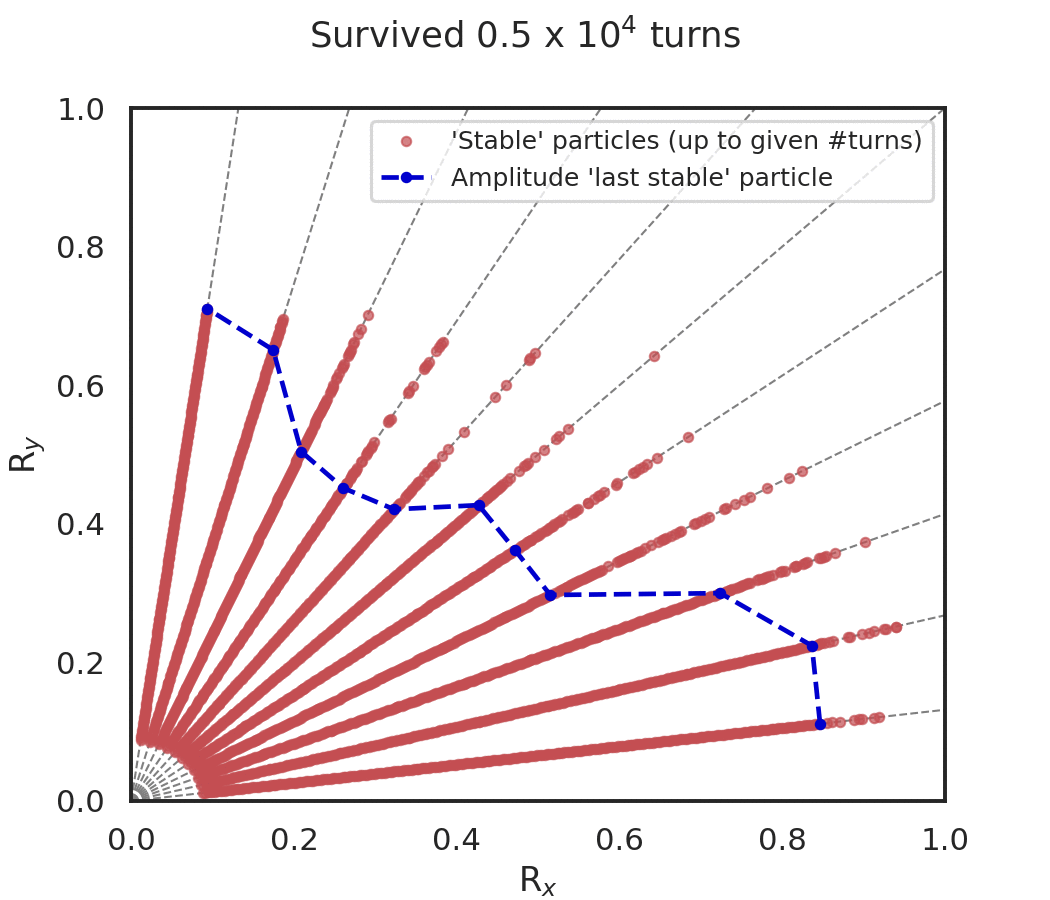 Survived 0.5 x 10⁴ turns
1.0
'Stable' particles (up to given #turns)
Amplitude 'last stable' particle
0.8
0.6
R_y
0.4
0.2
0.0
0.0 0.2 0.4 0.6 0.8 1.0
R_x